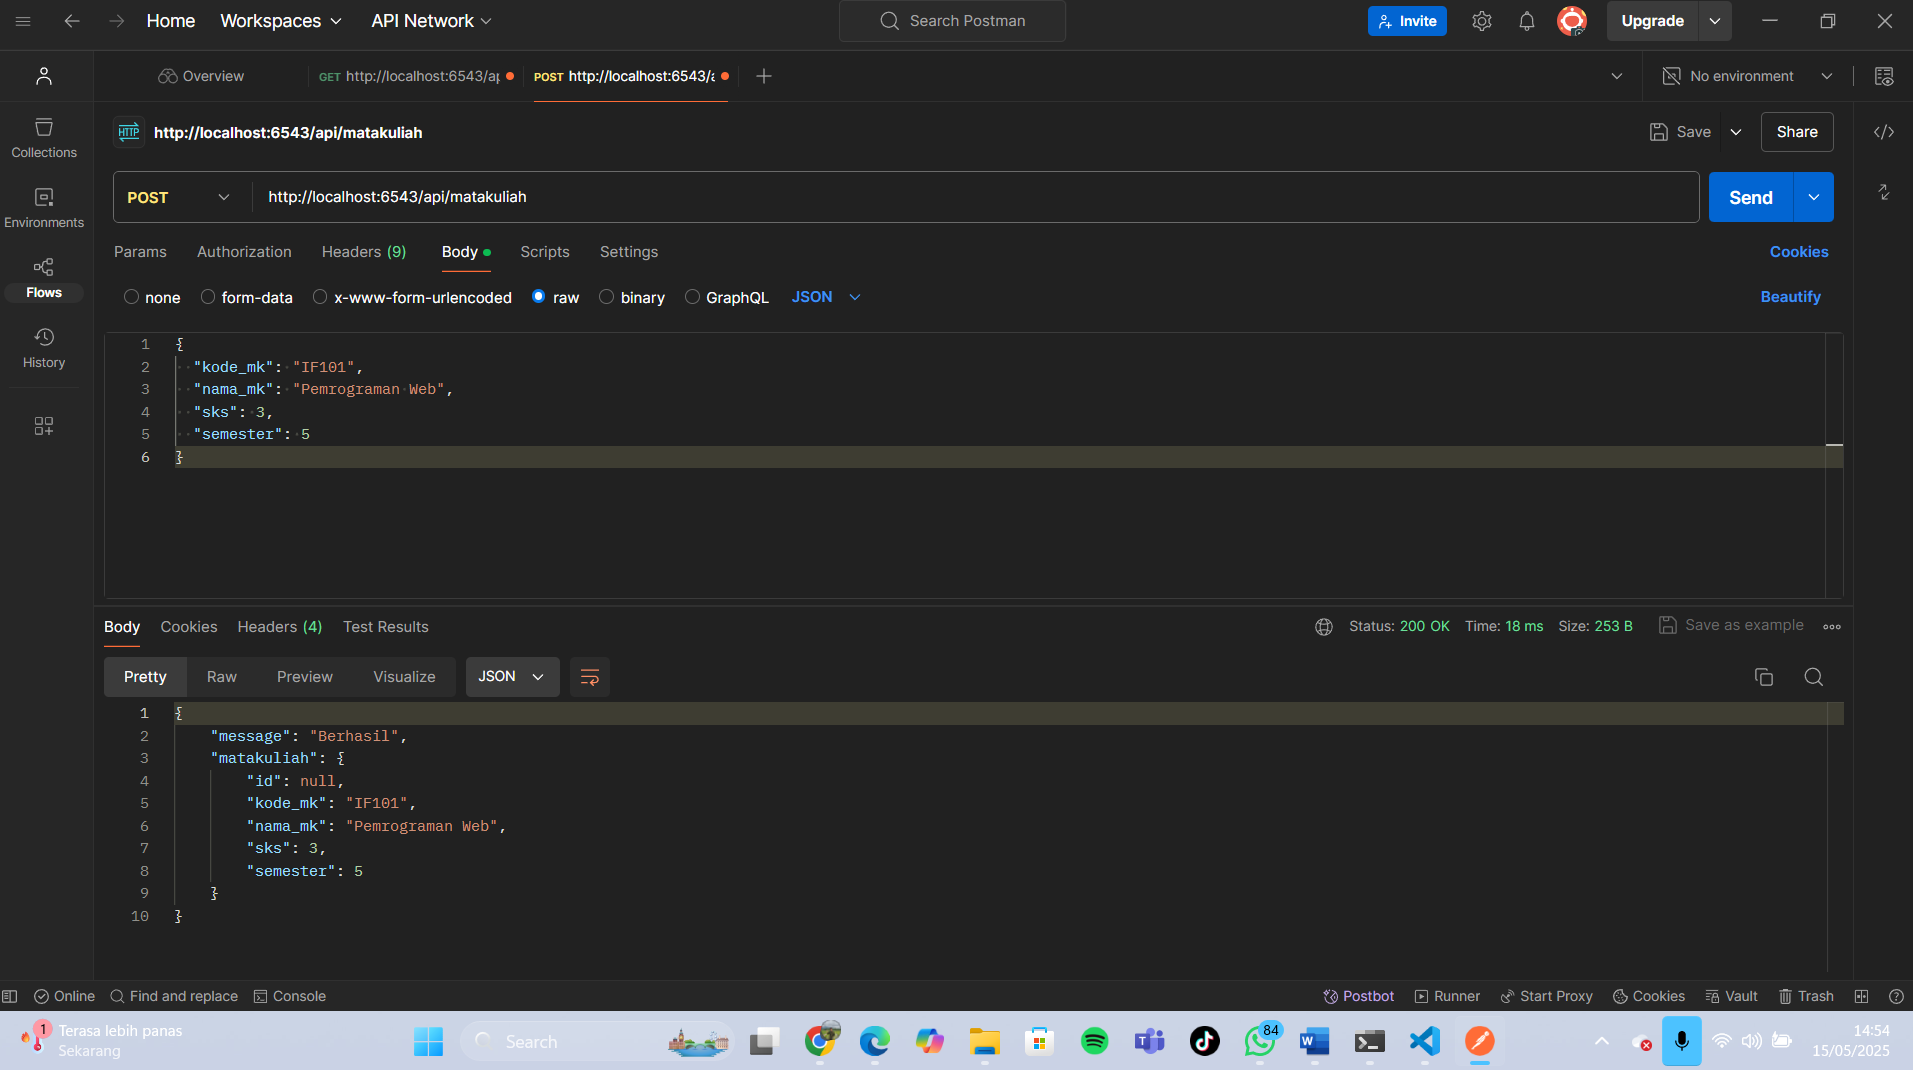 Home
Workspaces
API Network
Search Postman
Invite
Upgrade
Overview
GET http://localhost:6543/ap
POST http://localhost:6543/a
No environment
HTTP http://localhost:6543/api/matakuliah
Save
Share
Collections
Environments
Flows
History
POST
http://localhost:6543/api/matakuliah
Send
Params
Authorization
Headers (9)
Body
Scripts
Settings
Cookies
none
form-data
x-www-form-urlencoded
raw
binary
GraphQL
JSON
Beautify
1 {
2 "kode_mk": "IF101",
3 "nama_mk": "Pemrograman Web",
4 "sks": 3,
5 "semester": 5
6 }
Body
Cookies
Headers (4)
Test Results
Status: 200 OK
Time: 18 ms
Size: 253 B
Save as example
Pretty
Raw
Preview
Visualize
JSON
1 {
2 "message": "Berhasil",
3 "matakuliah": {
4 "id": null,
5 "kode_mk": "IF101",
6 "nama_mk": "Pemrograman Web",
7 "sks": 3,
8 "semester": 5
9 }
10 }
Online
Find and replace
Console
Postbot
Runner
Start Proxy
Cookies
Vault
Trash
1
Terasa lebih panas
Sekarang
Search
84
14:54
15/05/2025